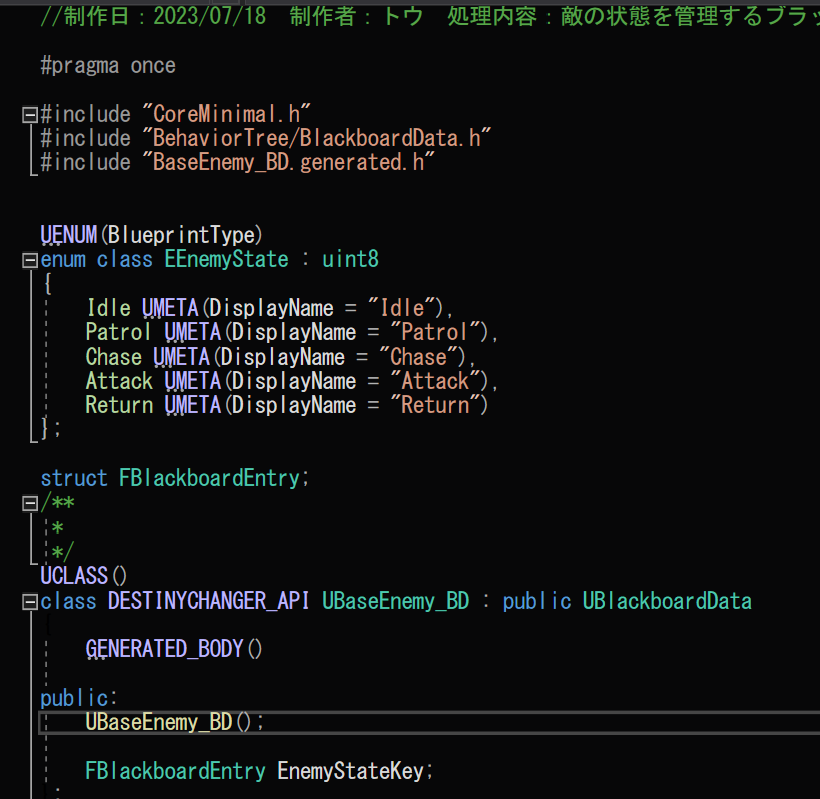 //制作日：2023/07/18　制作者：トウ　処理内容：敵の状態を管理するブラッ
#pragma once
#include "CoreMinimal.h"
#include "BehaviorTree/BlackboardData.h"
#include "BaseEnemy_BD.generated.h"
UENUM(BlueprintType)
enum class EEnemyState : uint8
{
Idle UMETA(DisplayName = "Idle"),
Patrol UMETA(DisplayName = "Patrol"),
Chase UMETA(DisplayName = "Chase"),
Attack UMETA(DisplayName = "Attack"),
Return UMETA(DisplayName = "Return")
};
struct FBlackboardEntry;
/**
*
*/
UCLASS()
class DESTINYCHANGER_API UBaseEnemy_BD : public UBlackboardData
GENERATED_BODY()
public:
UBaseEnemy_BD();
FBlackboardEntry EnemyStateKey;